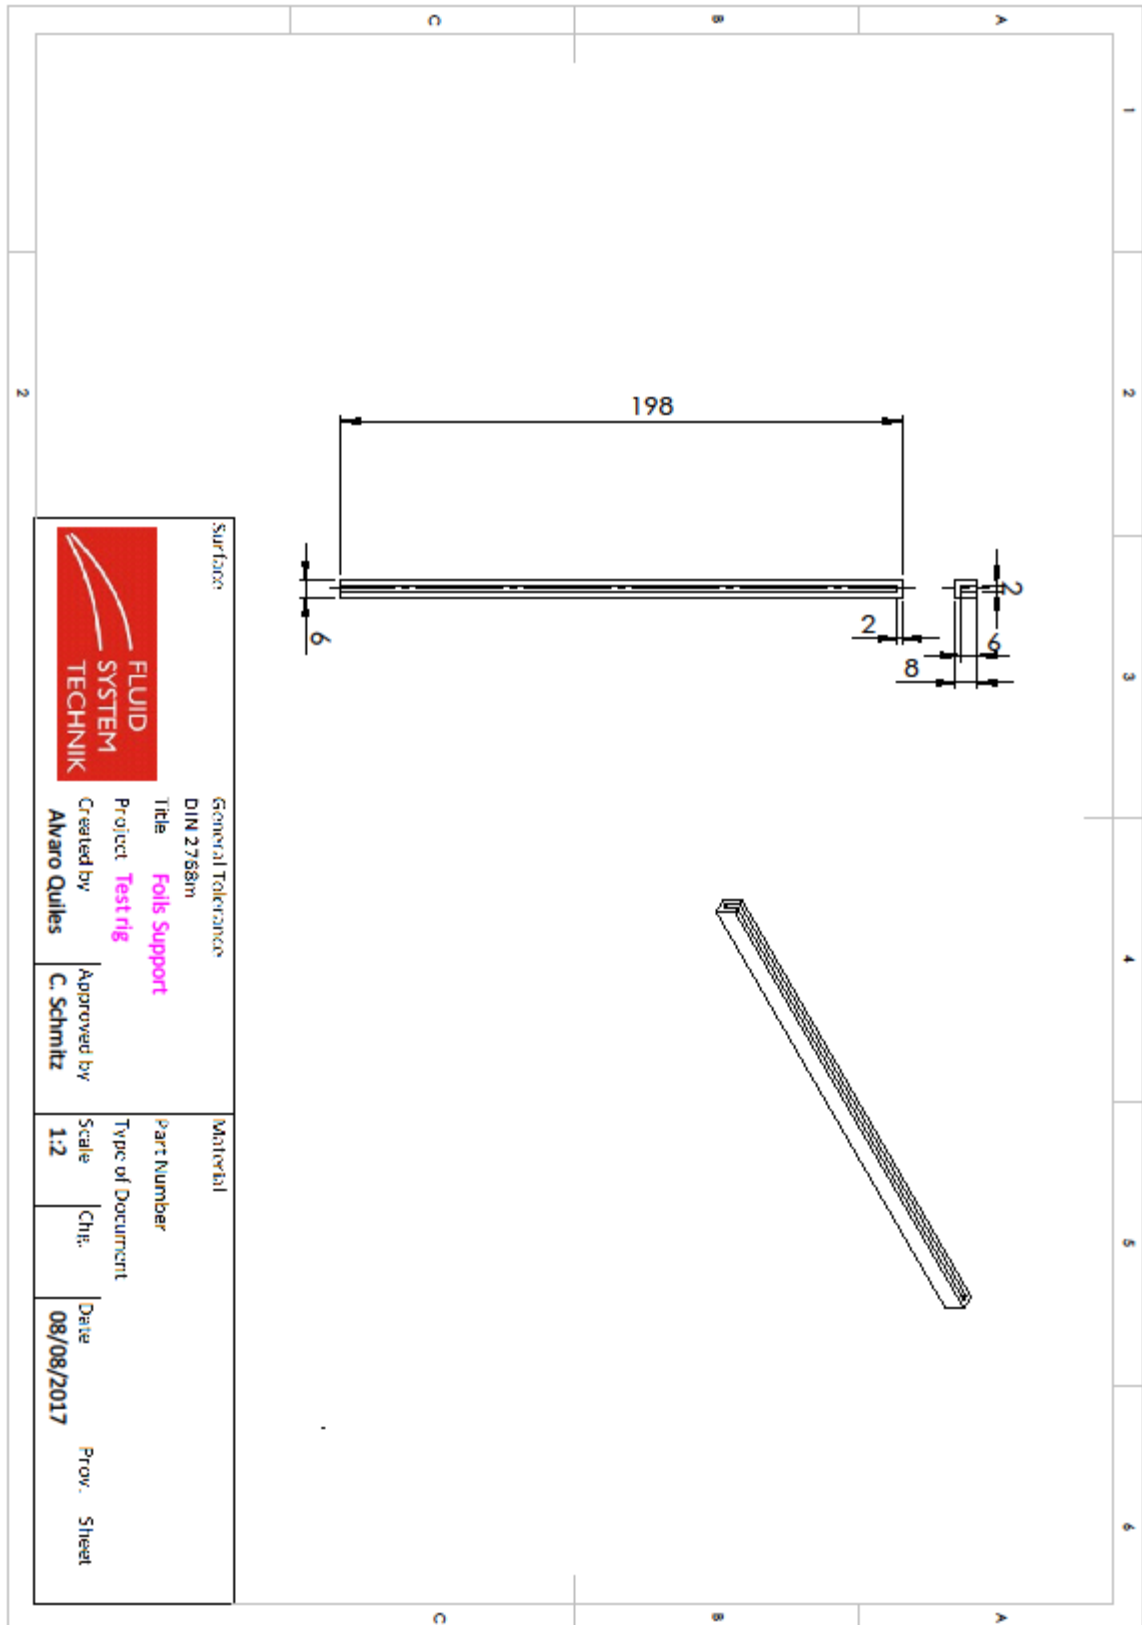 C B A
1
2
3
4
5
6
2
C B A
198
2
6
8
2
6
Surface
FLUID
SYSTEM
TECHNIK
General Tolerance
DIN 2768m
Title Foils Support
Project Test rig
Created by
Alvaro Quiles
Approved by
C. Schmitz
Material
Part Number
Type of Document
Scale
1:2
Chg.
Date
08/08/2017
Prov.
Sheet